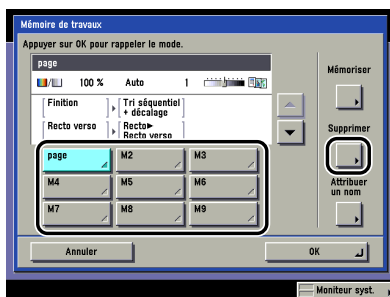 Mémoire de travaux
Appuyer sur OK pour rappeler le mode.
page
100 % Auto 1
Mémoriser
Finition
Tri séquentiel
+ décalage
Recto verso
Recto►
Recto verso
Supprimer
page M2 M3
M4 M5 M6
Attribuer
un nom
M7 M8 M9
Annuler OK
Moniteur syst.